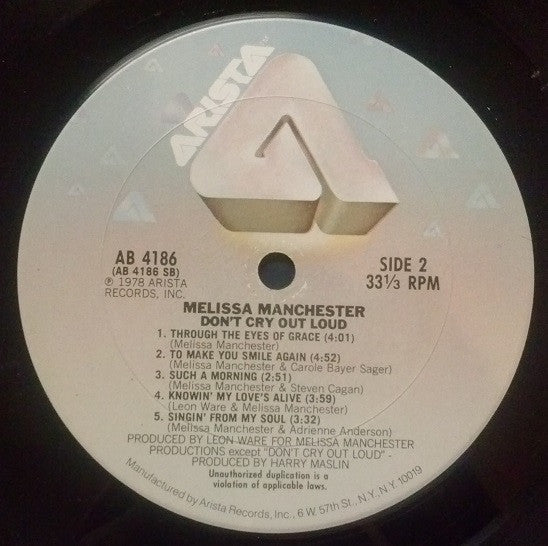 ARISTA
AB 4186
(AB 4186 SB)
℗ 1978 ARISTA
RECORDS, INC.
SIDE 2
33⅓ RPM
MELISSA MANCHESTER
DON'T CRY OUT LOUD
1. THROUGH THE EYES OF GRACE (4:01)
(Melissa Manchester)
2. TO MAKE YOU SMILE AGAIN (4:52)
(Melissa Manchester & Carole Bayer Sager)
3. SUCH A MORNING (2:51)
(Melissa Manchester & Steven Cagan)
4. KNOWIN' MY LOVE'S ALIVE (3:59)
(Leon Ware & Melissa Manchester)
5. SINGIN' FROM MY SOUL (3:32)
(Melissa Manchester & Adrienne Anderson)
PRODUCED BY LEON WARE FOR MELISSA MANCHESTER
PRODUCTIONS except "DON'T CRY OUT LOUD" -
PRODUCED BY HARRY MASLIN
Unauthorized duplication is a
violation of applicable laws.
Manufactured by Arista Records, Inc., 6 W. 57th St., N.Y., N.Y. 10019